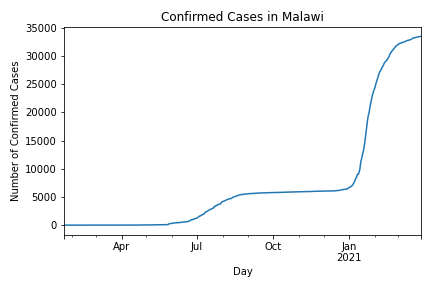 Confirmed Cases in Malawi
Number of Confirmed Cases
35000
30000
25000
20000
15000
10000
5000
0
Apr
Jul
Oct
Jan
2021
Day